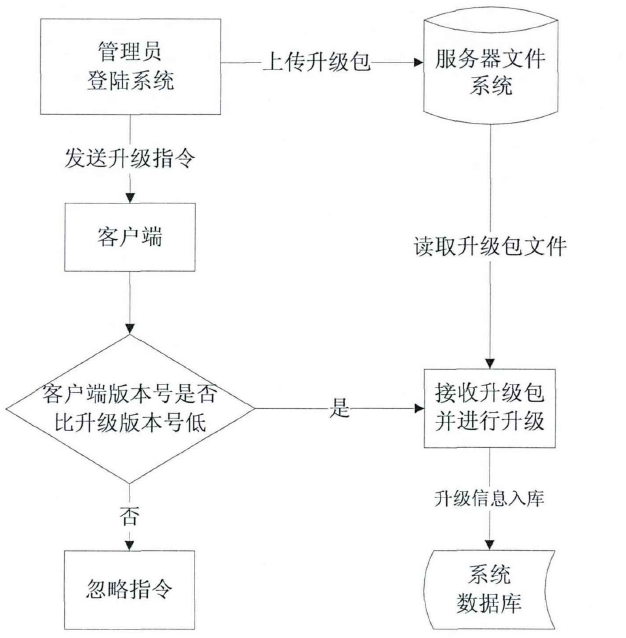 管理员
登陆系统
上传升级包
服务器文件
系统
发送升级指令
客户端
读取升级包文件
客户端版本号是否
比升级版本号低
是
接收升级包
并进行升级
否
升级信息入库
忽略指令
系统
数据库